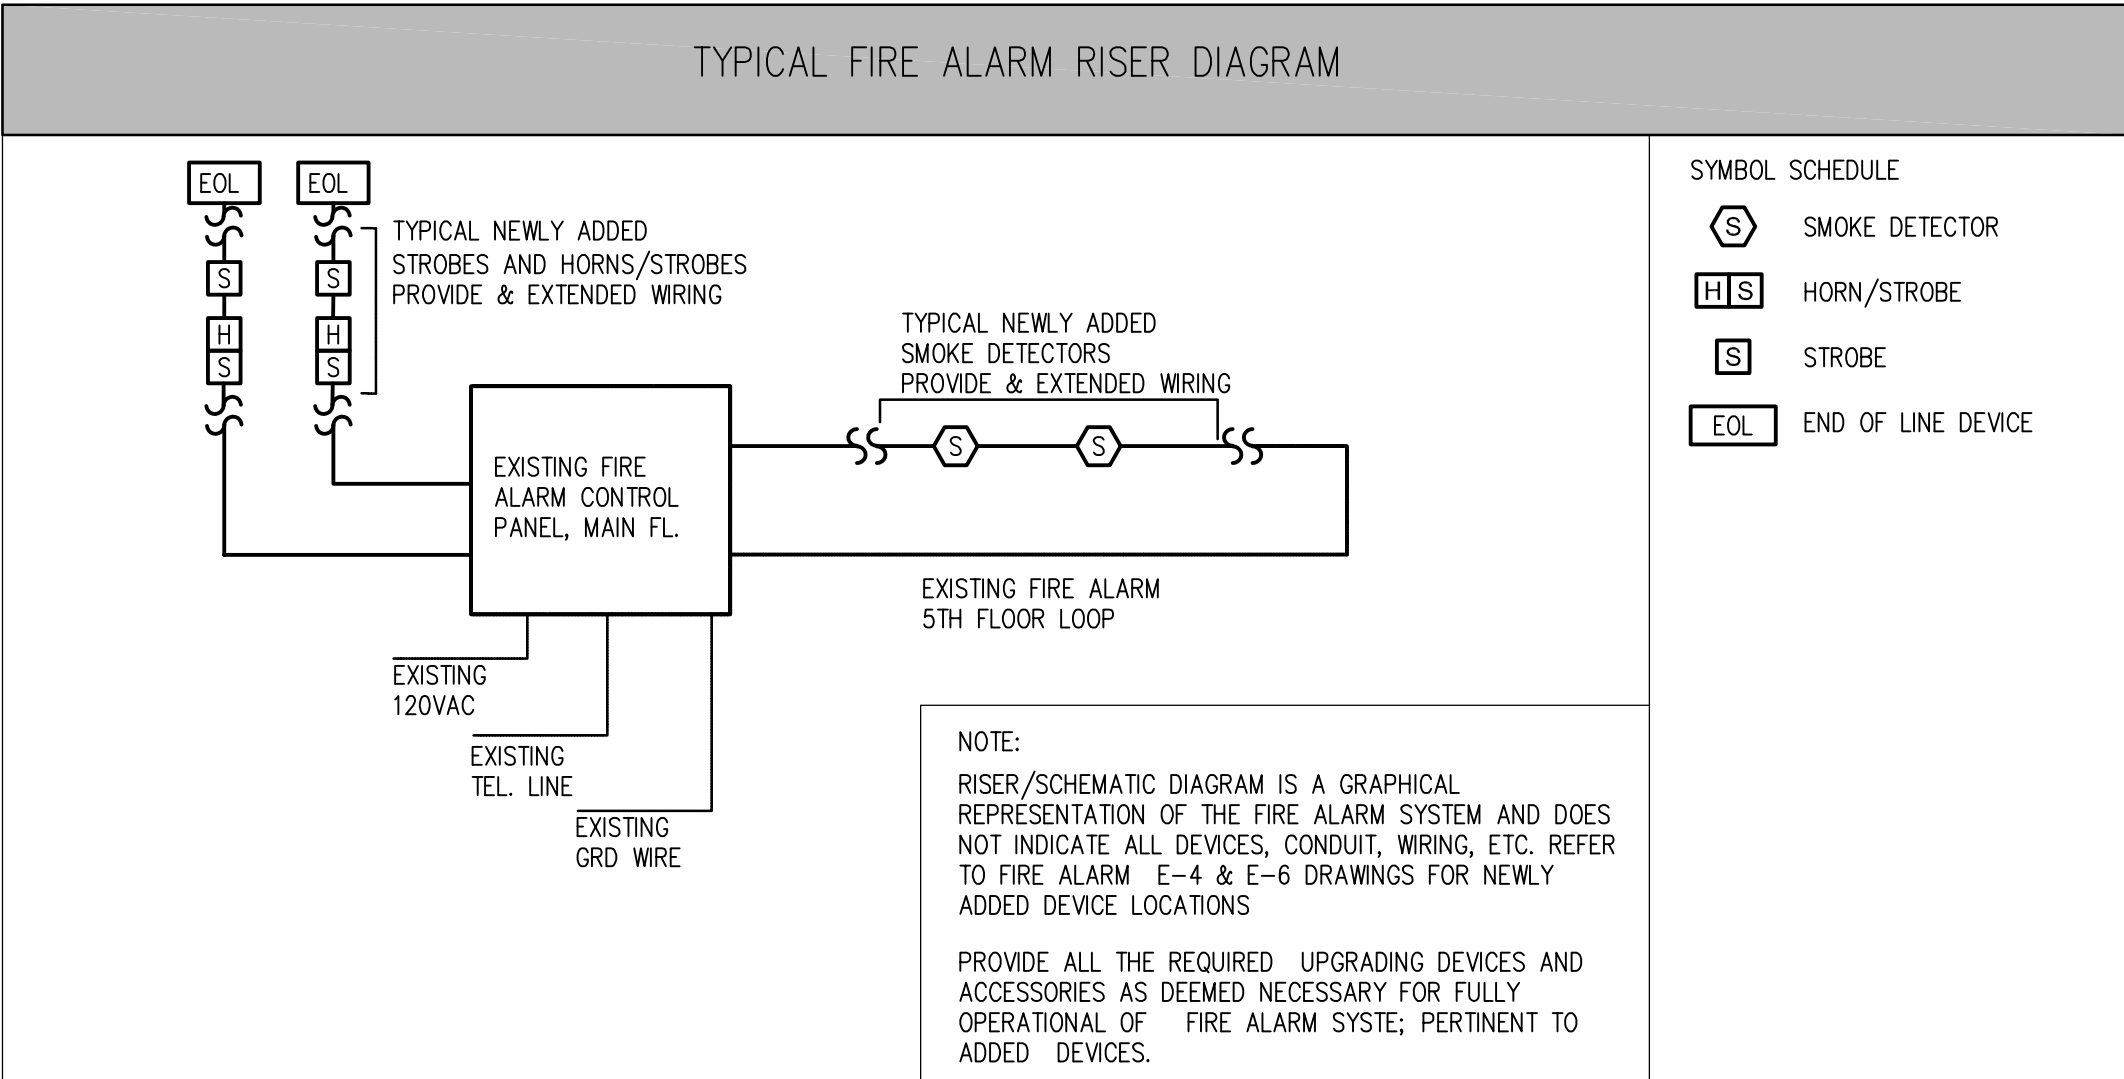 TYPICAL FIRE ALARM RISER DIAGRAM
EOL
EOL
TYPICAL NEWLY ADDED
STROBES AND HORNS/STROBES
PROVIDE & EXTENDED WIRING
S
S
H
H
S
S
TYPICAL NEWLY ADDED
SMOKE DETECTORS
PROVIDE & EXTENDED WIRING
S
S
EXISTING FIRE
ALARM CONTROL
PANEL, MAIN FL.
EXISTING FIRE ALARM
5TH FLOOR LOOP
EXISTING
120VAC
EXISTING
TEL. LINE
EXISTING
GRD WIRE
NOTE:
RISER/SCHEMATIC DIAGRAM IS A GRAPHICAL
REPRESENTATION OF THE FIRE ALARM SYSTEM AND DOES
NOT INDICATE ALL DEVICES, CONDUIT, WIRING, ETC. REFER
TO FIRE ALARM E-4 & E-6 DRAWINGS FOR NEWLY
ADDED DEVICE LOCATIONS
PROVIDE ALL THE REQUIRED UPGRADING DEVICES AND
ACCESSORIES AS DEEMED NECESSARY FOR FULLY
OPERATIONAL OF FIRE ALARM SYSTE; PERTINENT TO
ADDED DEVICES.
SYMBOL SCHEDULE
S SMOKE DETECTOR
H S HORN/STROBE
S STROBE
EOL END OF LINE DEVICE